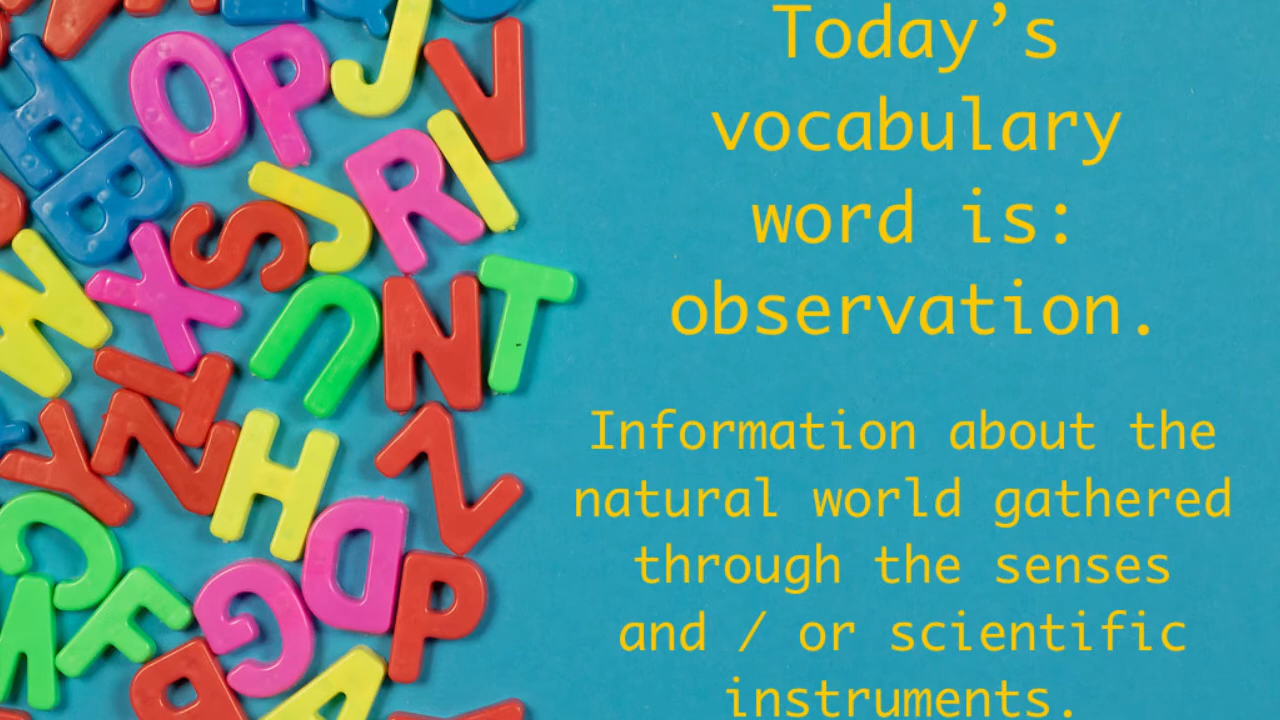 Today’s
vocabulary
word is:
observation.
Information about the
natural world gathered
through the senses
and / or scientific
instruments.